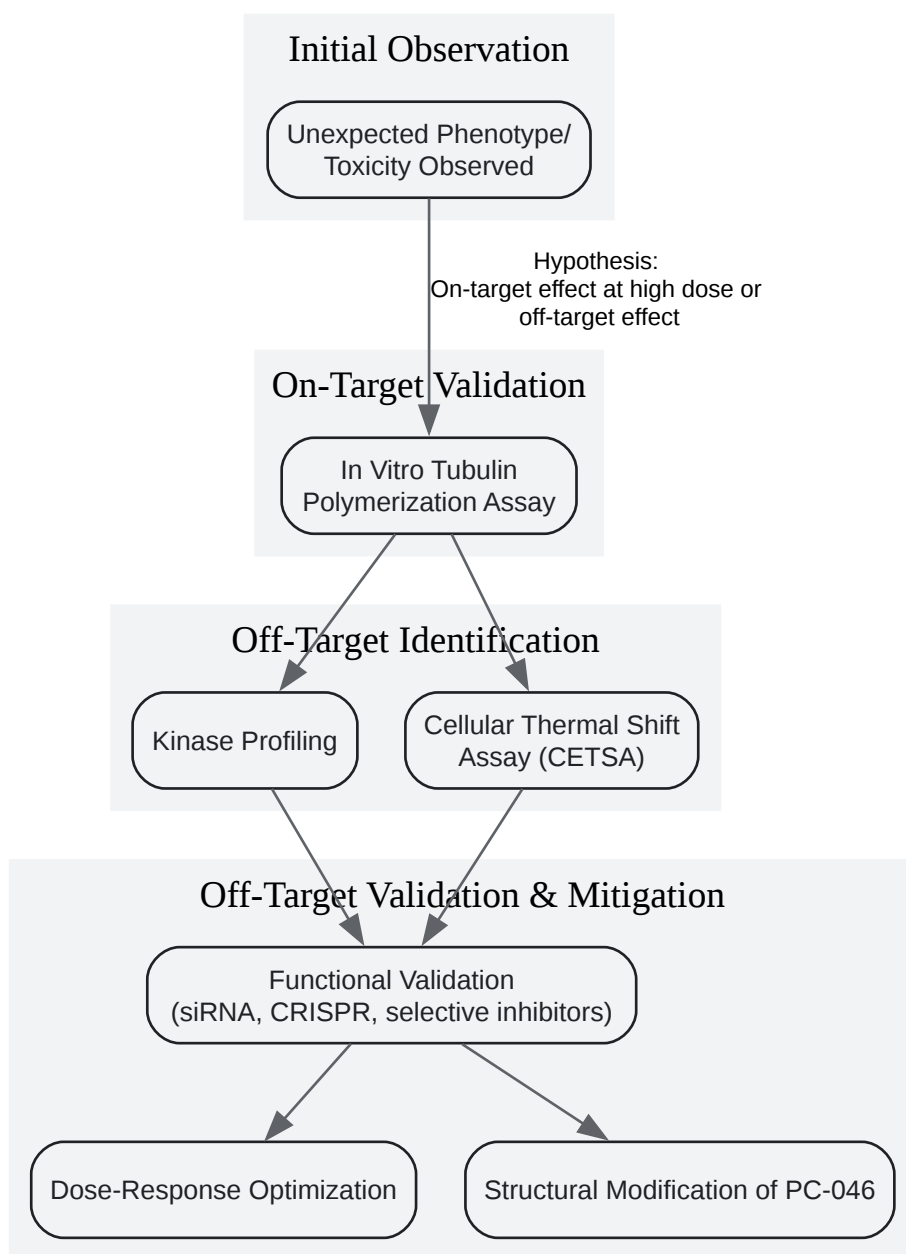 Initial Observation
Unexpected Phenotype/
Toxicity Observed
Hypothesis:
On-target effect at high dose or
off-target effect
On-Target Validation
In Vitro Tubulin
Polymerization Assay
Off-Target Identification
Kinase Profiling
Cellular Thermal Shift
Assay (CETSA)
Off-Target Validation & Mitigation
Functional Validation
(siRNA, CRISPR, selective inhibitors)
Dose-Response Optimization
Structural Modification of PC-046